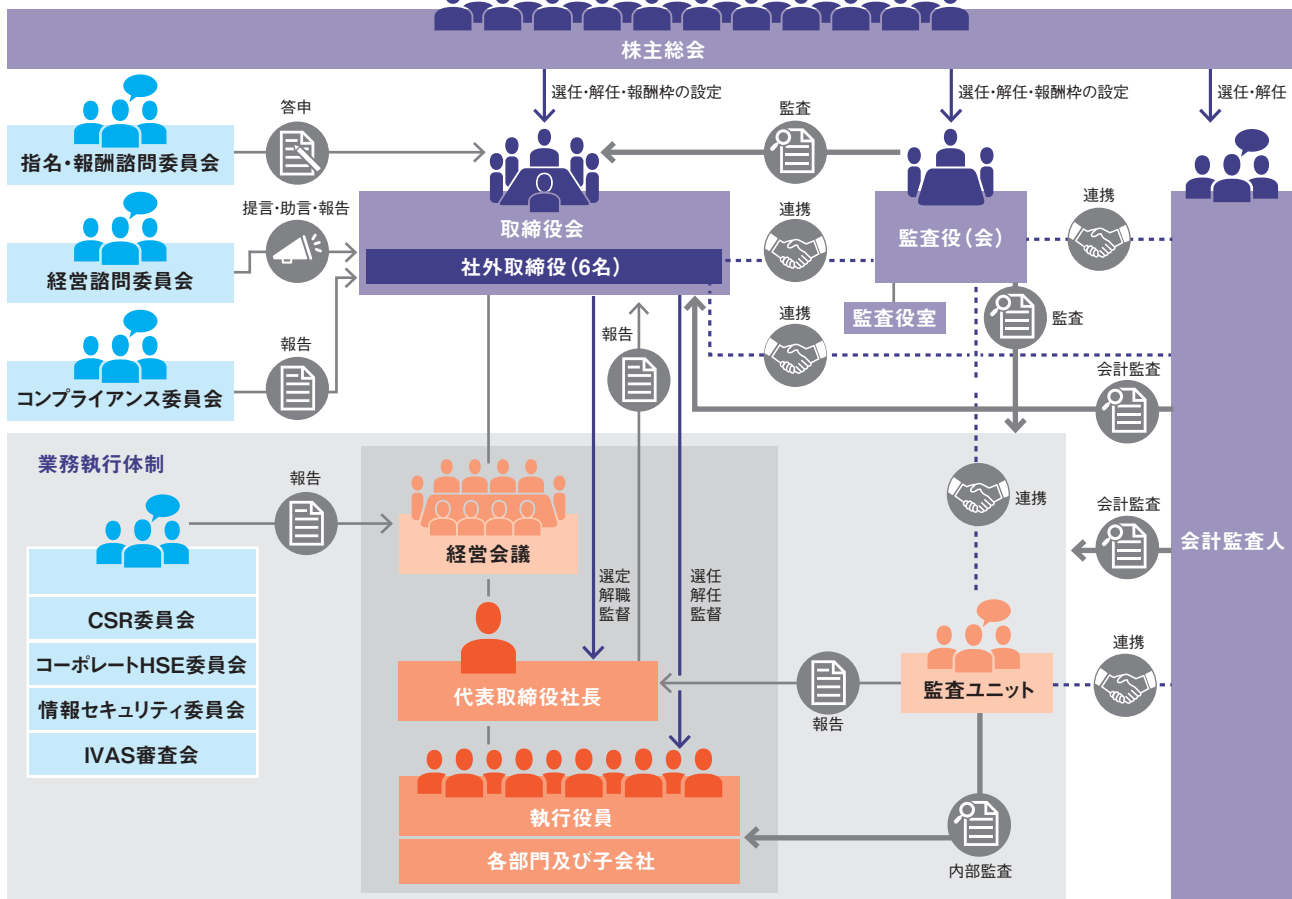 株主総会
選任・解任・報酬枠の設定
選任・解任・報酬枠の設定
選任・解任
答申
監査
指名・報酬諮問委員会
提言・助言・報告
取締役会
社外取締役(6名)
連携
監査役(会)
連携
経営諮問委員会
監査役室
監査
報告
連携
報告
会計監査
コンプライアンス委員会
業務執行体制
報告
経営会議
選定
解職
監督
選任
解任
監督
連携
会計監査
会計監査人
CSR委員会
コーポレートHSE委員会
情報セキュリティ委員会
IVAS審査会
代表取締役社長
報告
監査ユニット
連携
執行役員
各部門及び子会社
内部監査